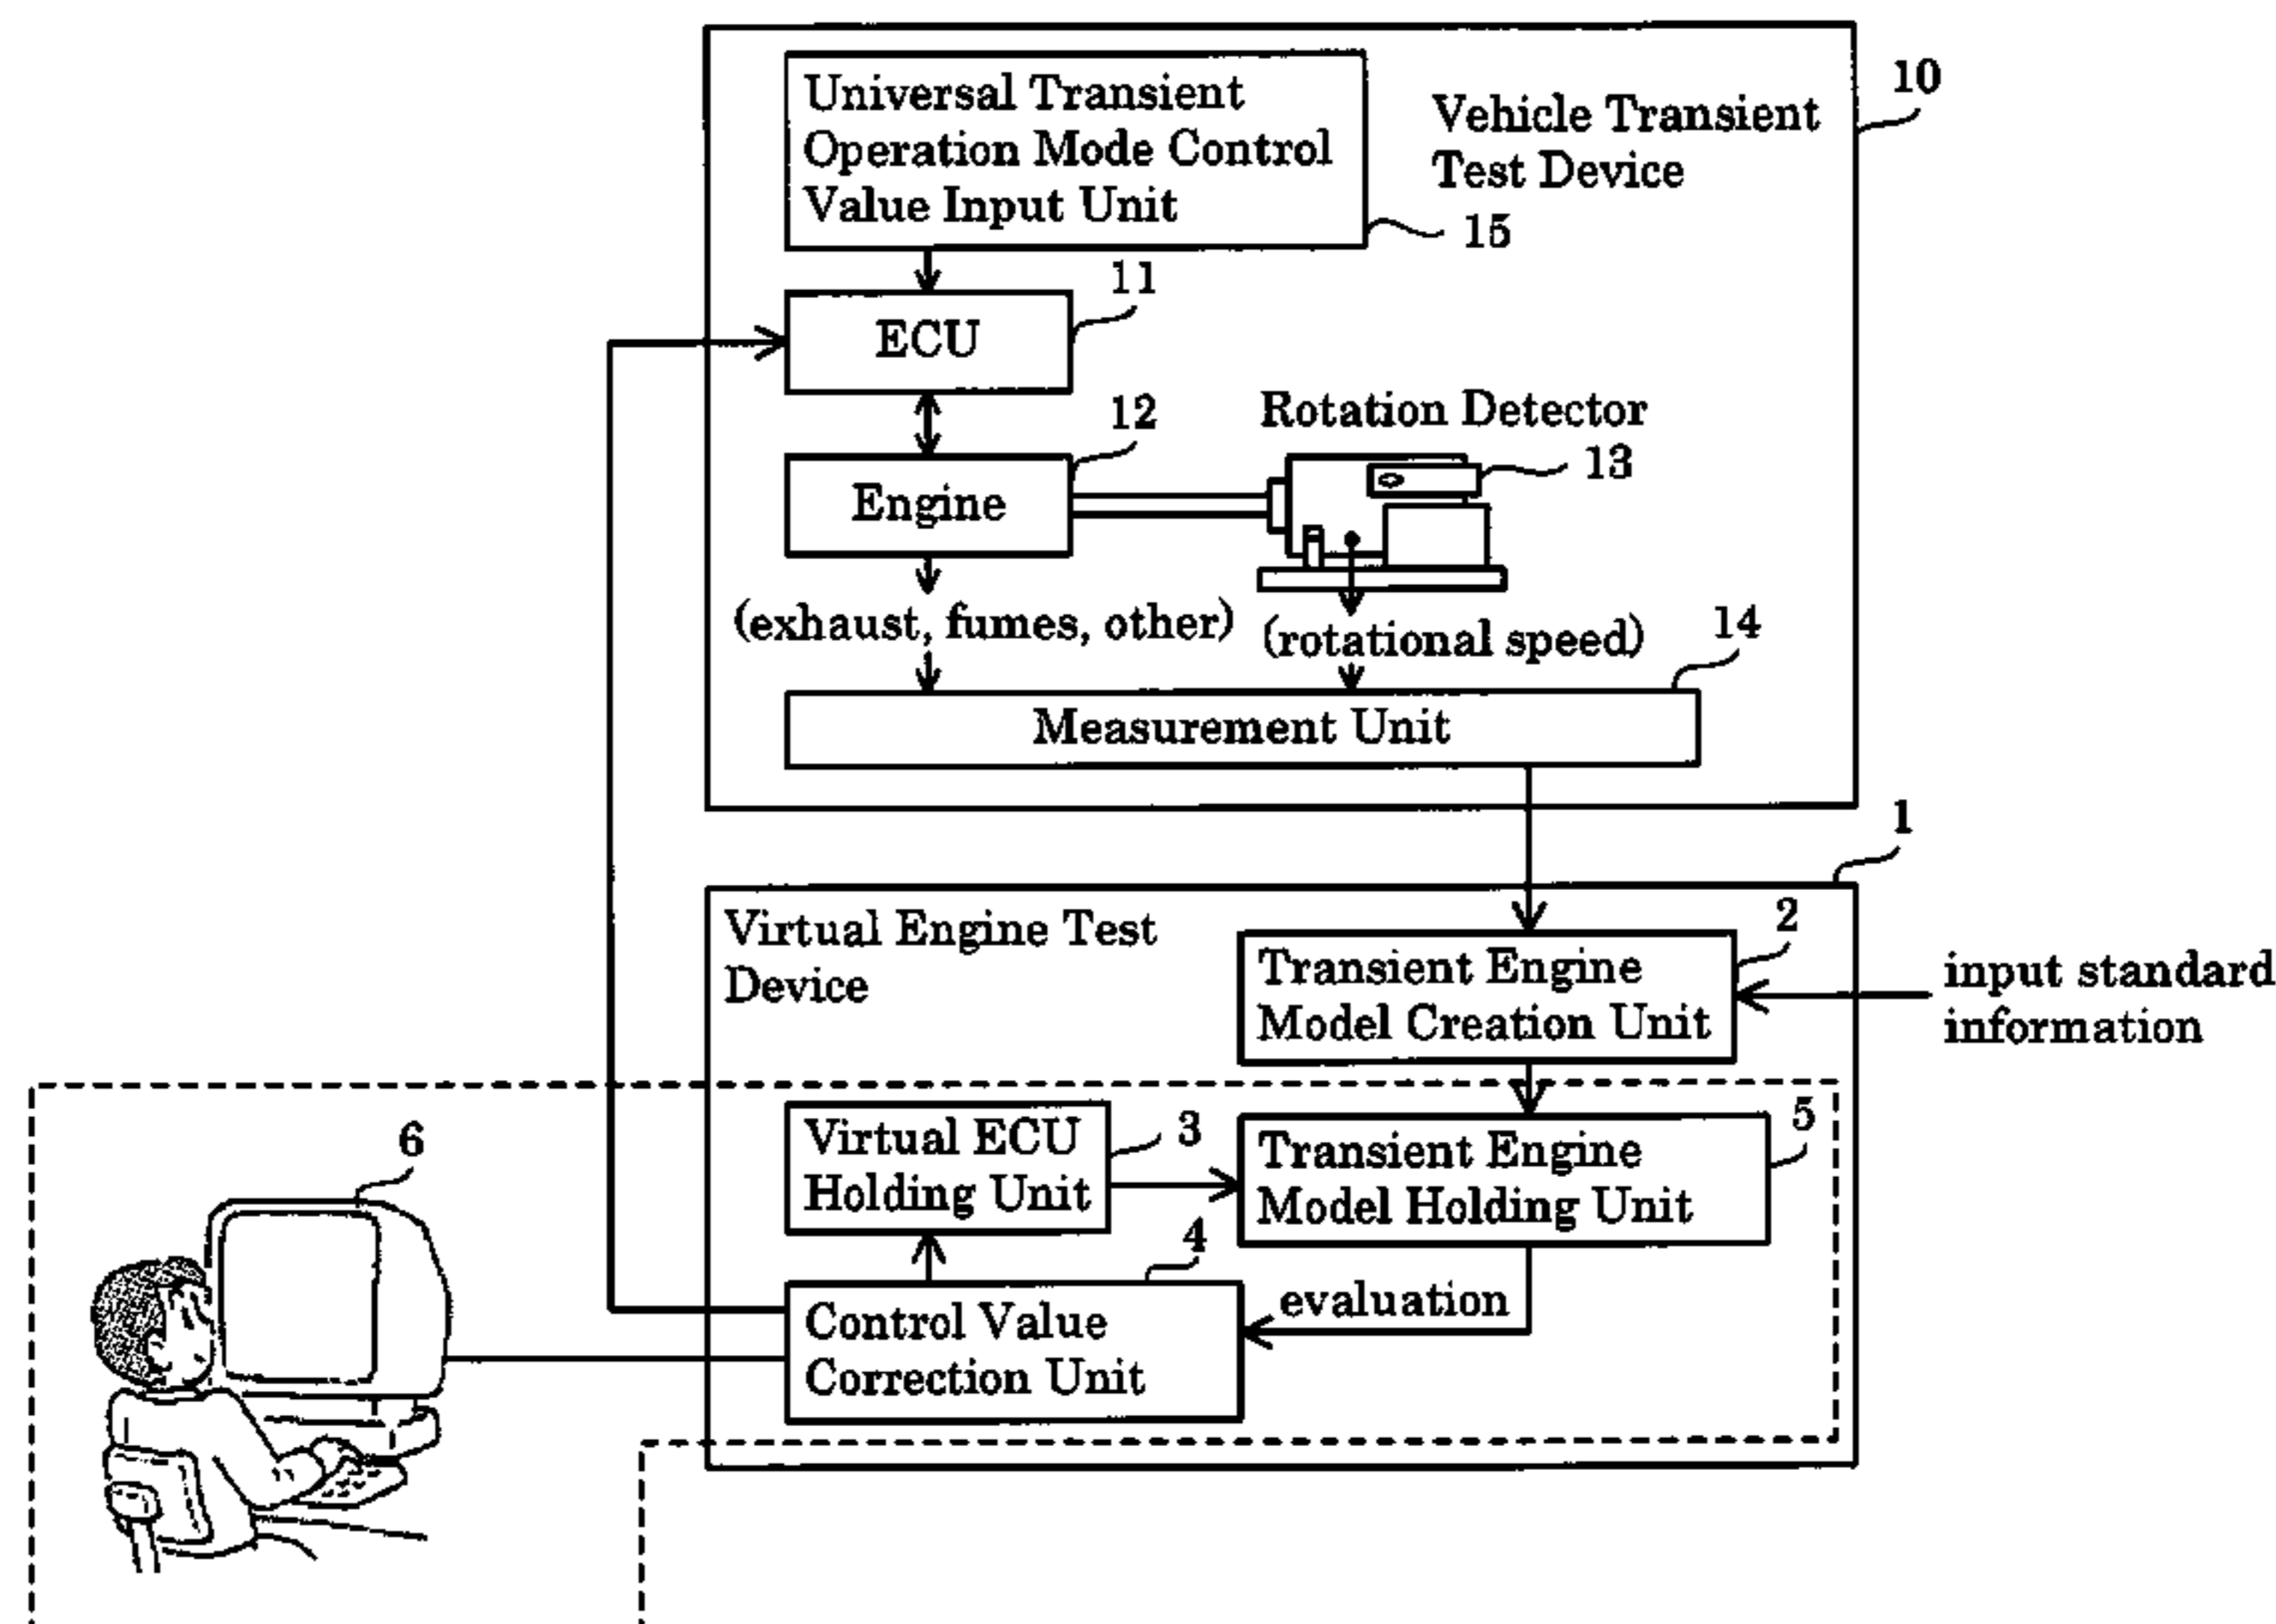 Universal Transient
Operation Mode Control
Value Input Unit
Vehicle Transient
Test Device
10
15
11
ECU
12
Engine
Rotation Detector
13
(exhaust, fumes, other)
(rotational speed)
14
Measurement Unit
1
Virtual Engine Test
Device
2
Transient Engine
Model Creation Unit
input standard
information
6
Virtual ECU
Holding Unit
3
Transient Engine
Model Holding Unit
5
4
Control Value
Correction Unit
evaluation